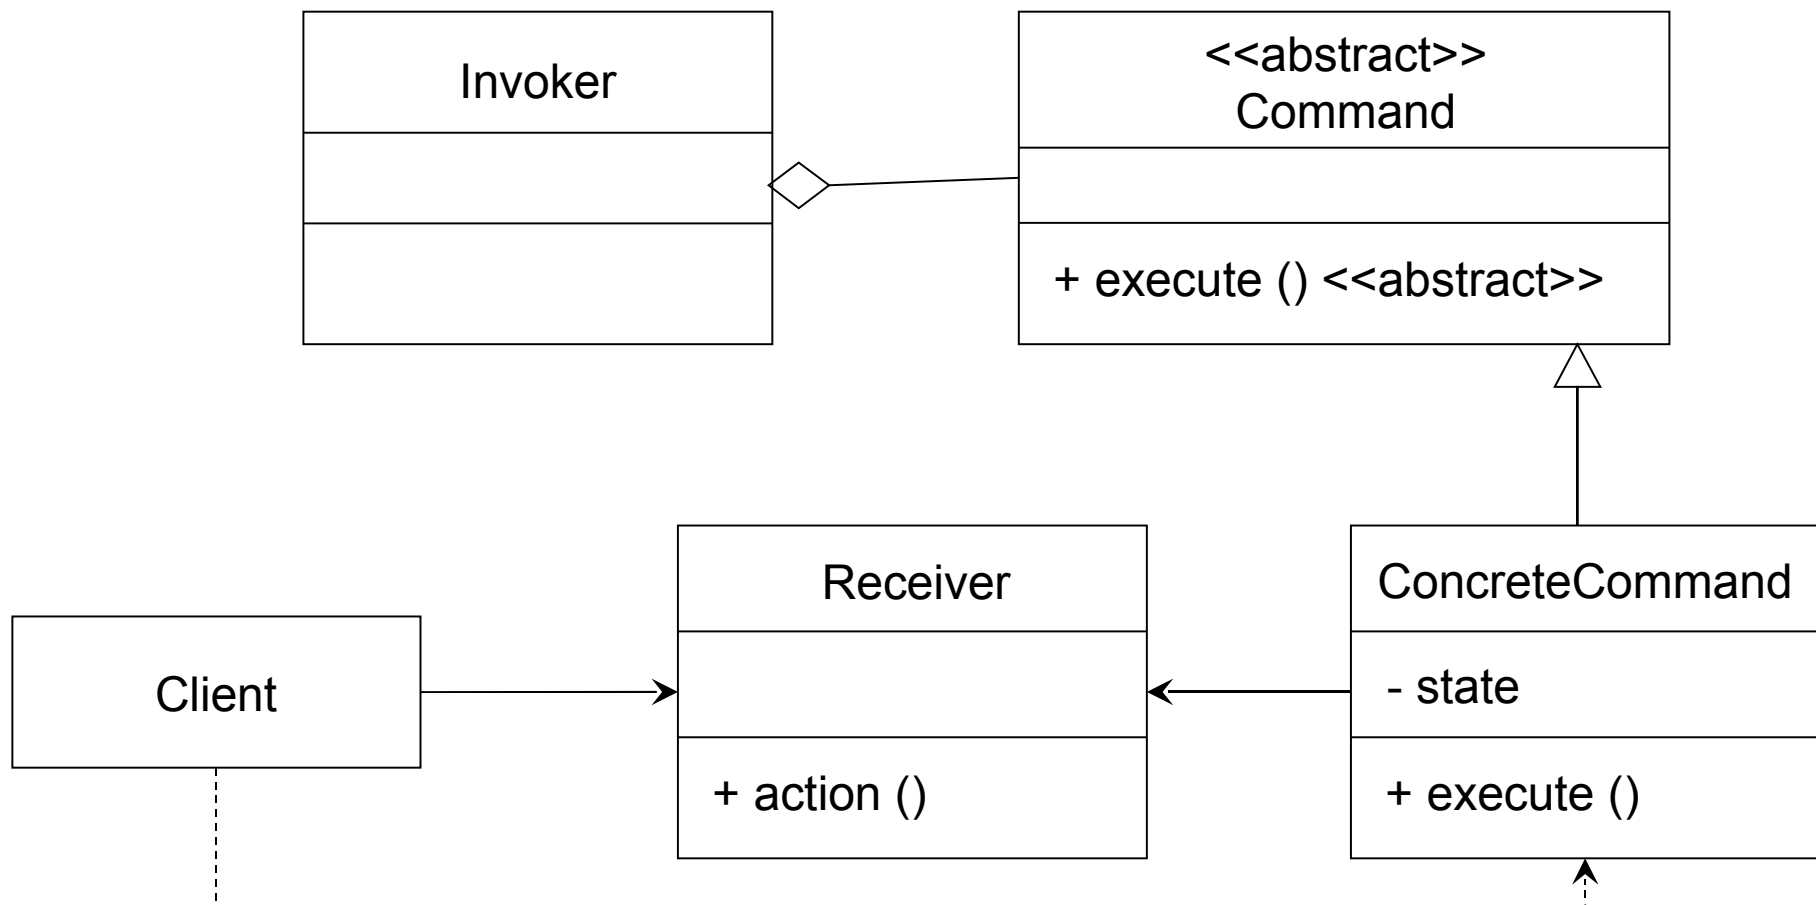 Invoker
<<abstract>>
Command
+ execute () <<abstract>>
Receiver
ConcreteCommand
Client
- state
+ action ()
+ execute ()